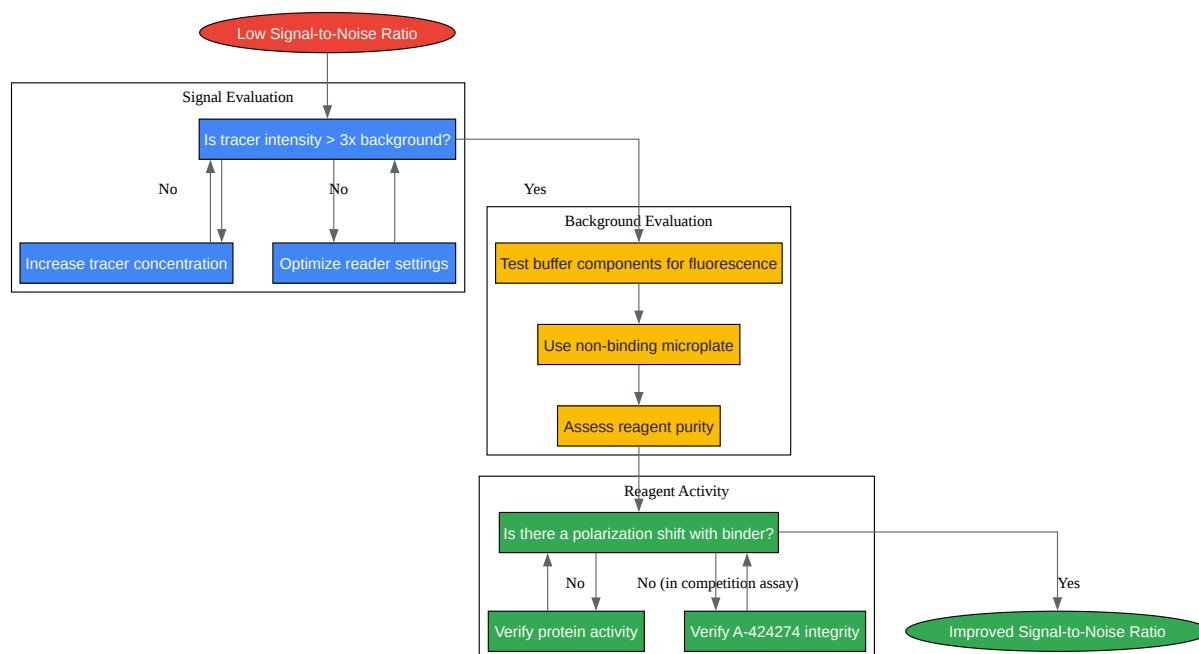 Low Signal-to-Noise Ratio
Signal Evaluation
Is tracer intensity > 3x background?
No
No
Yes
Increase tracer concentration
Optimize reader settings
Background Evaluation
Test buffer components for fluorescence
Use non-binding microplate
Assess reagent purity
Reagent Activity
Is there a polarization shift with binder?
No
No (in competition assay)
Yes
Verify protein activity
Verify A-424274 integrity
Improved Signal-to-Noise Ratio